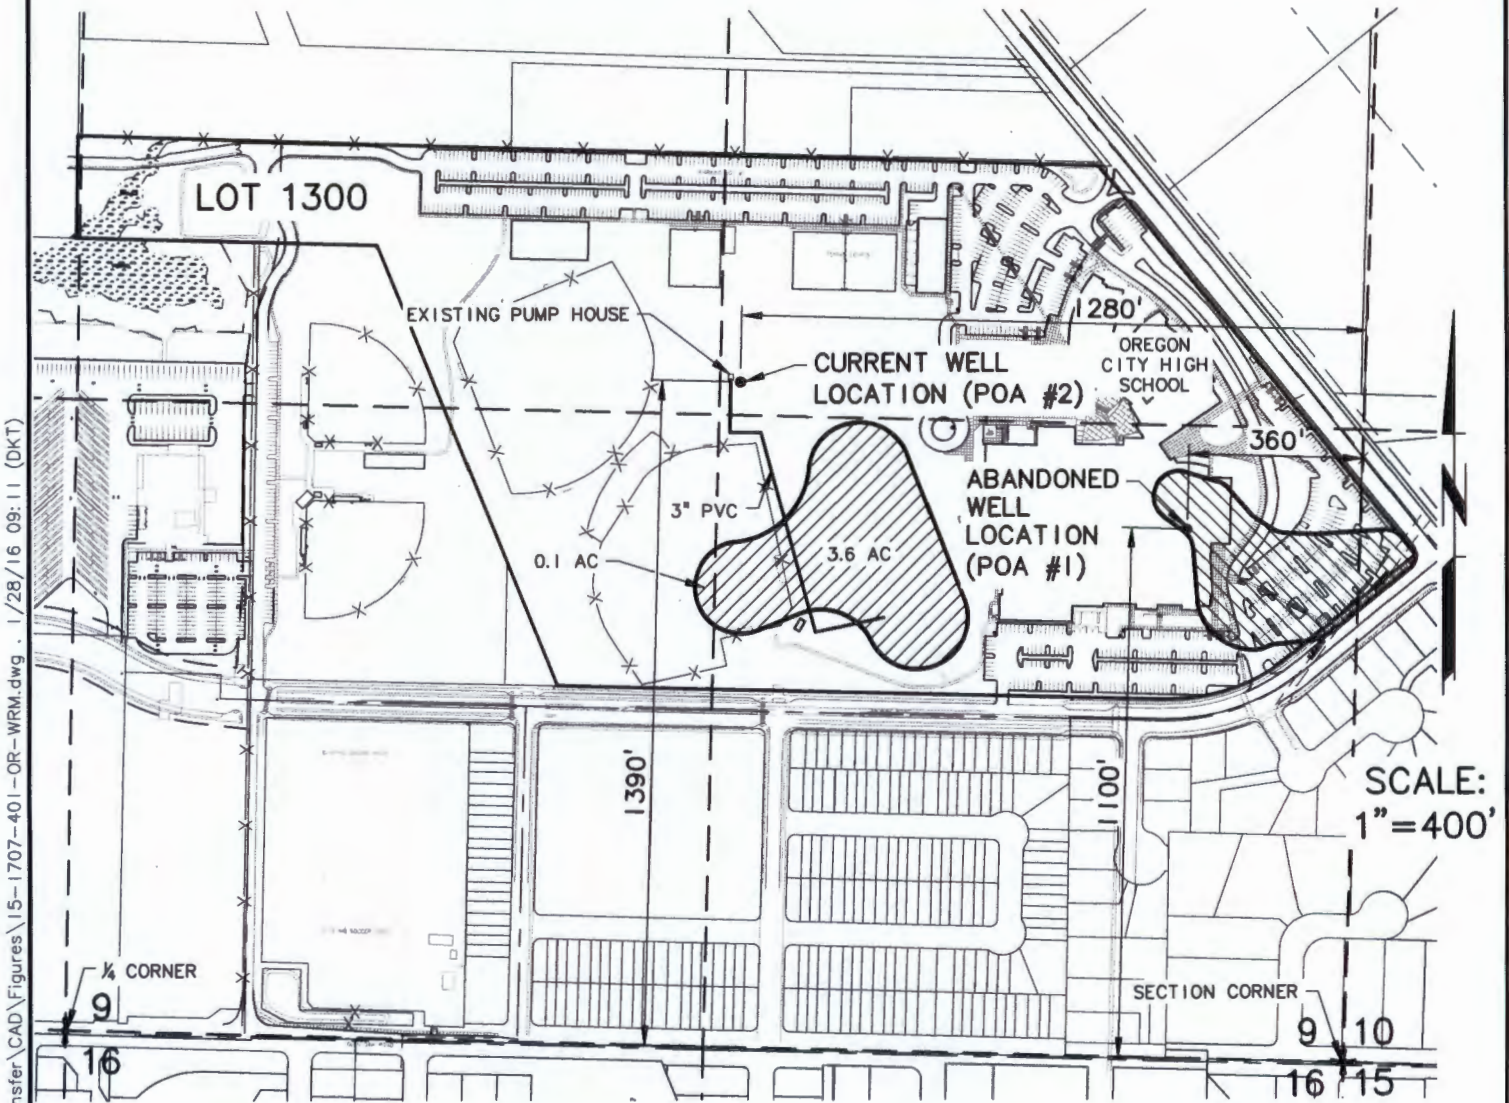 LOT 1300
EXISTING PUMP HOUSE
1280'
OREGON
CITY HIGH
SCHOOL
CURRENT WELL
LOCATION (POA #2)
360'
ABANDONED
WELL
LOCATION
(POA #1)
3" PVC
0.1 AC
3.6 AC
N
1390'
1100'
SCALE:
1"=400'
¼ CORNER
9
16
SECTION CORNER
9 10
16 15
nsfer\CAD\Figures\15-1707-401-OR-WRM.dwg . 1/28/16 09:11 (DKT)